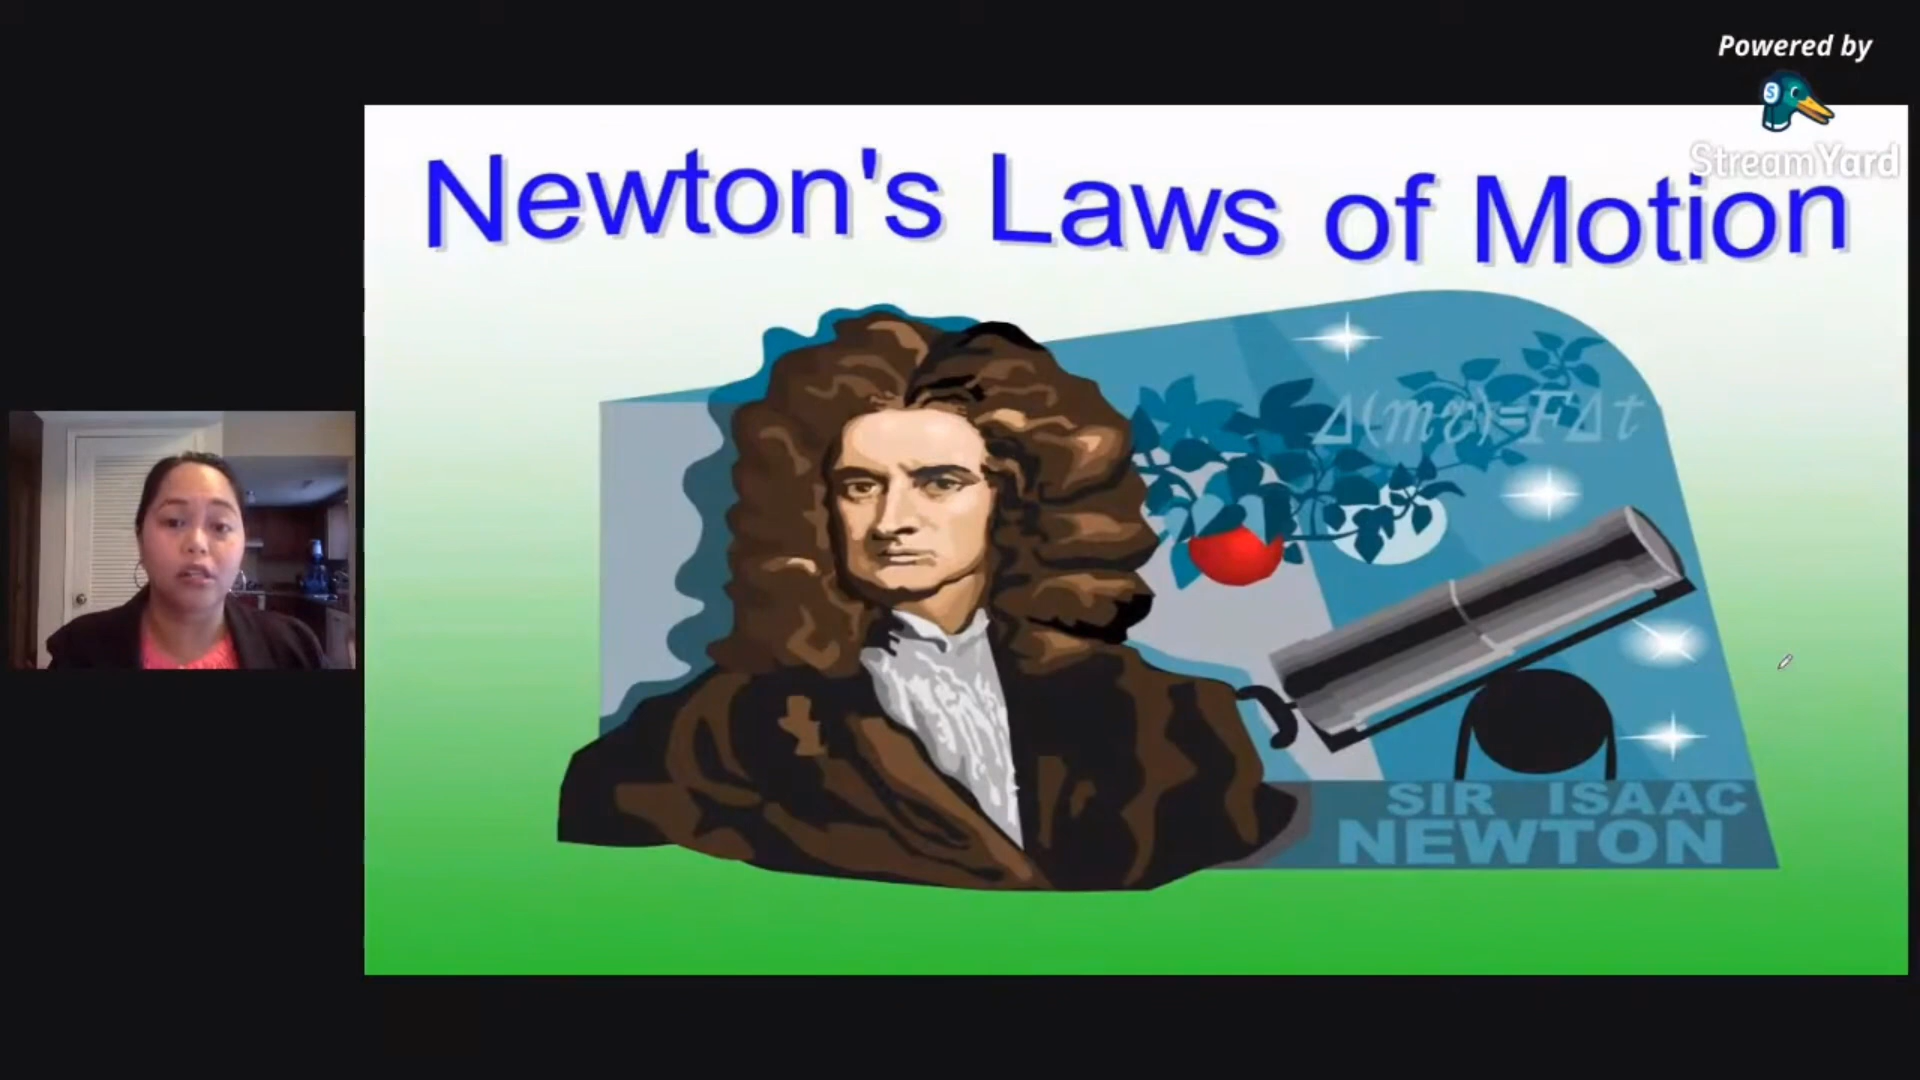 Powered by
StreamYard
Newton's Laws of Motion
Δ(mv)=FΔt
SIR ISAAC
NEWTON